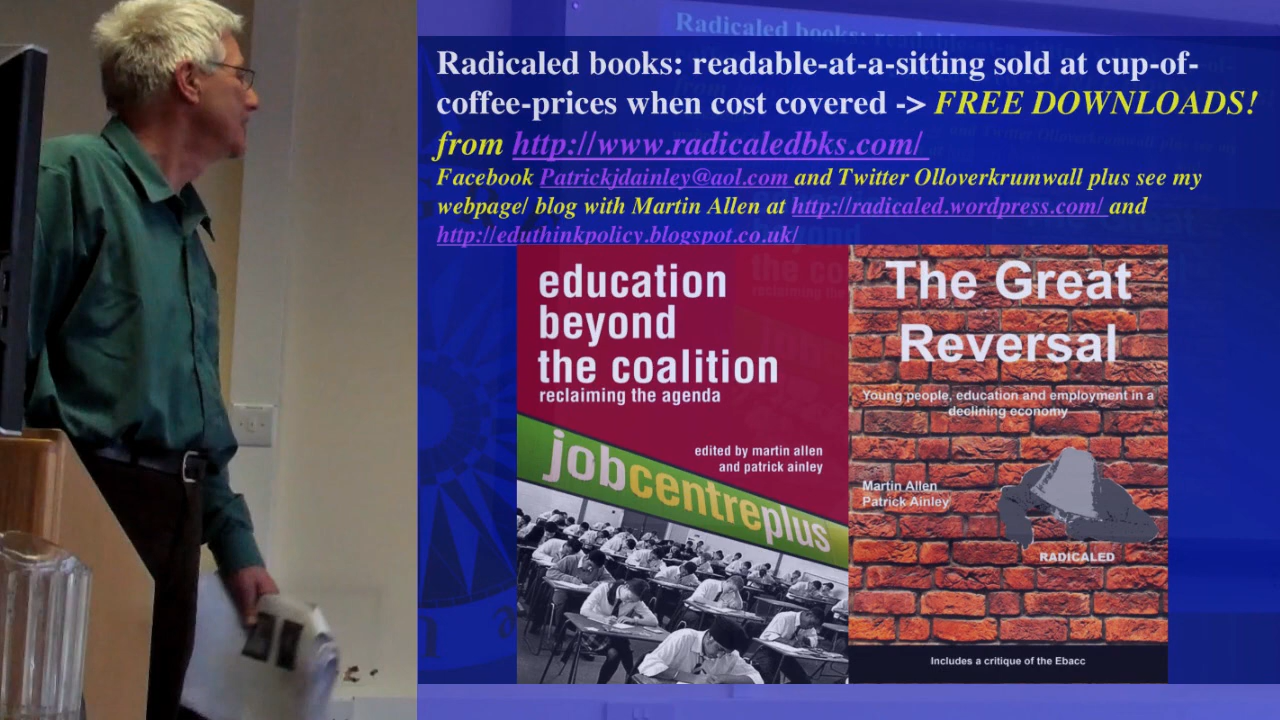 Radicaled books: readable-at-a-sitting sold at cup-of-
coffee-prices when cost covered -> FREE DOWNLOADS!
from http://www.radicaledbks.com/
Facebook Patrickjdainley@aol.com and Twitter Olloverkrumwall plus see my
webpage/ blog with Martin Allen at http://radicaled.wordpress.com/ and
http://eduthinkpolicy.blogspot.co.uk/
education
beyond
the coalition
reclaiming the agenda
edited by martin allen
and patrick ainley
jobcentreplus
The Great
Reversal
Young people, education and employment in a
declining economy
Martin Allen
Patrick Ainley
RADICALED
Includes a critique of the Ebacc